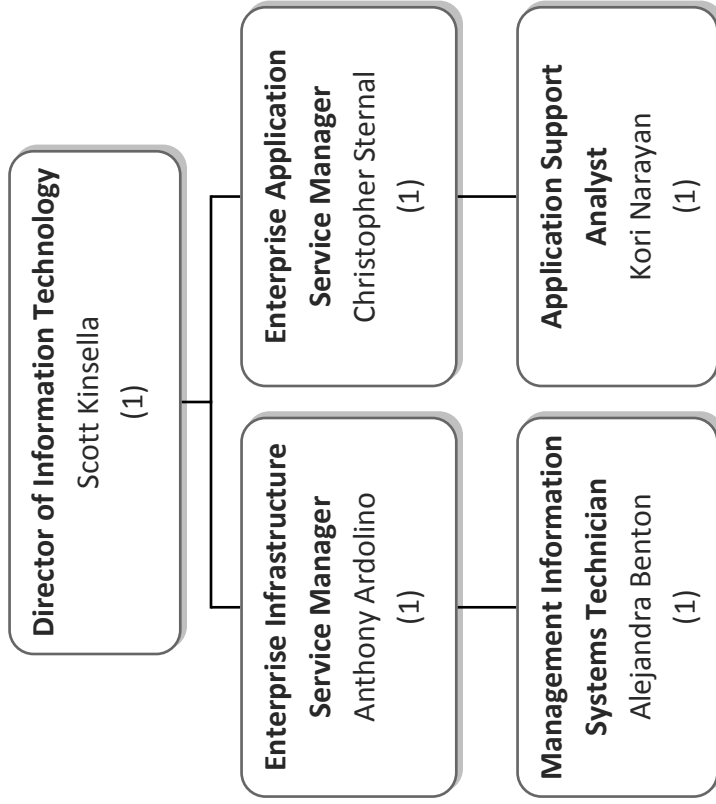 Director of Information Technology
Scott Kinsella
(1)
Enterprise Infrastructure
Service Manager
Anthony Ardolino
(1)
Enterprise Application
Service Manager
Christopher Sternal
(1)
Management Information
Systems Technician
Alejandra Benton
(1)
Application Support
Analyst
Kori Narayan
(1)